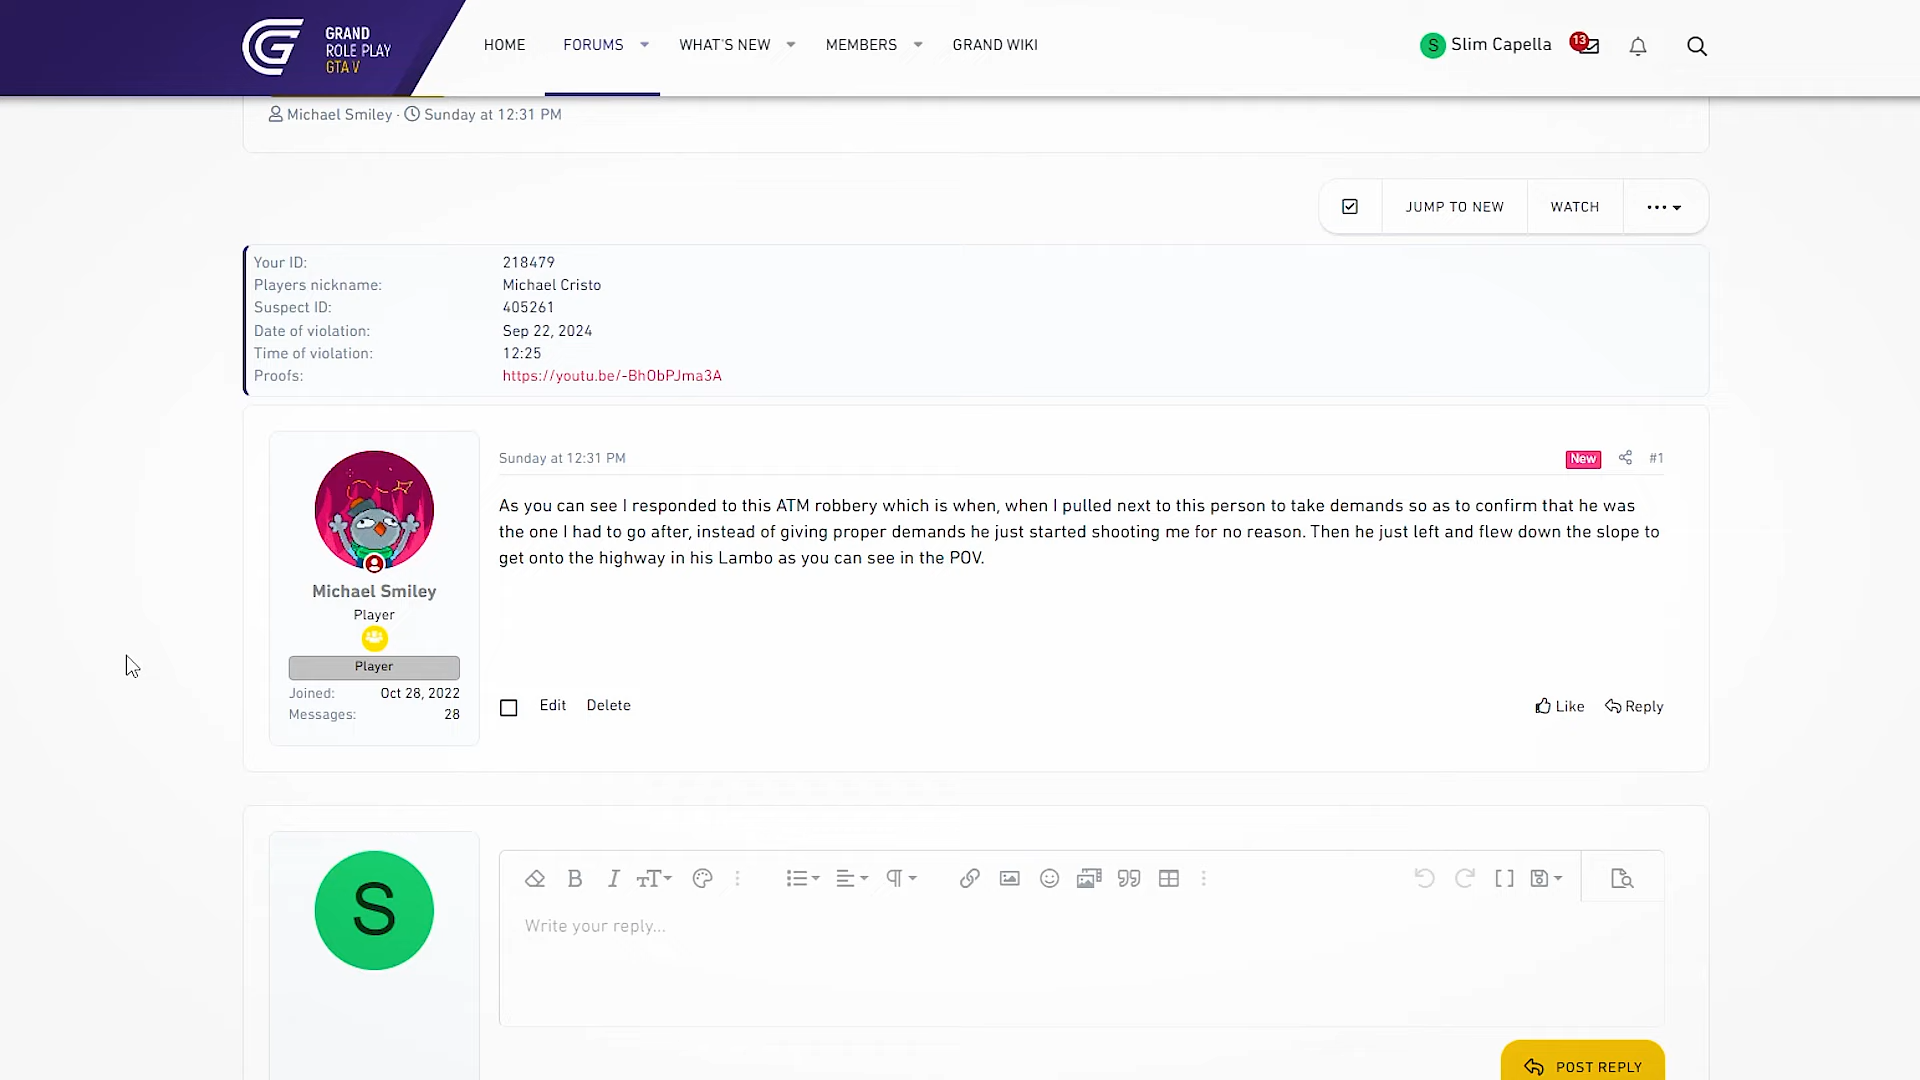 GRAND
ROLE PLAY
GTA V
HOME
FORUMS
WHAT'S NEW
MEMBERS
GRAND WIKI
S
Slim Capella
13
Michael Smiley · Sunday at 12:31 PM
JUMP TO NEW
WATCH
Your ID: 218479
Players nickname: Michael Cristo
Suspect ID: 405261
Date of violation: Sep 22, 2024
Time of violation: 12:25
Proofs: https://youtu.be/-BhObPJma3A
Sunday at 12:31 PM
New
#1
As you can see I responded to this ATM robbery which is when, when I pulled next to this person to take demands so as to confirm that he was
the one I had to go after, instead of giving proper demands he just started shooting me for no reason. Then he just left and flew down the slope to
get onto the highway in his Lambo as you can see in the POV.
Michael Smiley
Player
Player
Joined: Oct 28, 2022
Messages: 28
Edit
Delete
Like
Reply
S
Write your reply...
POST REPLY